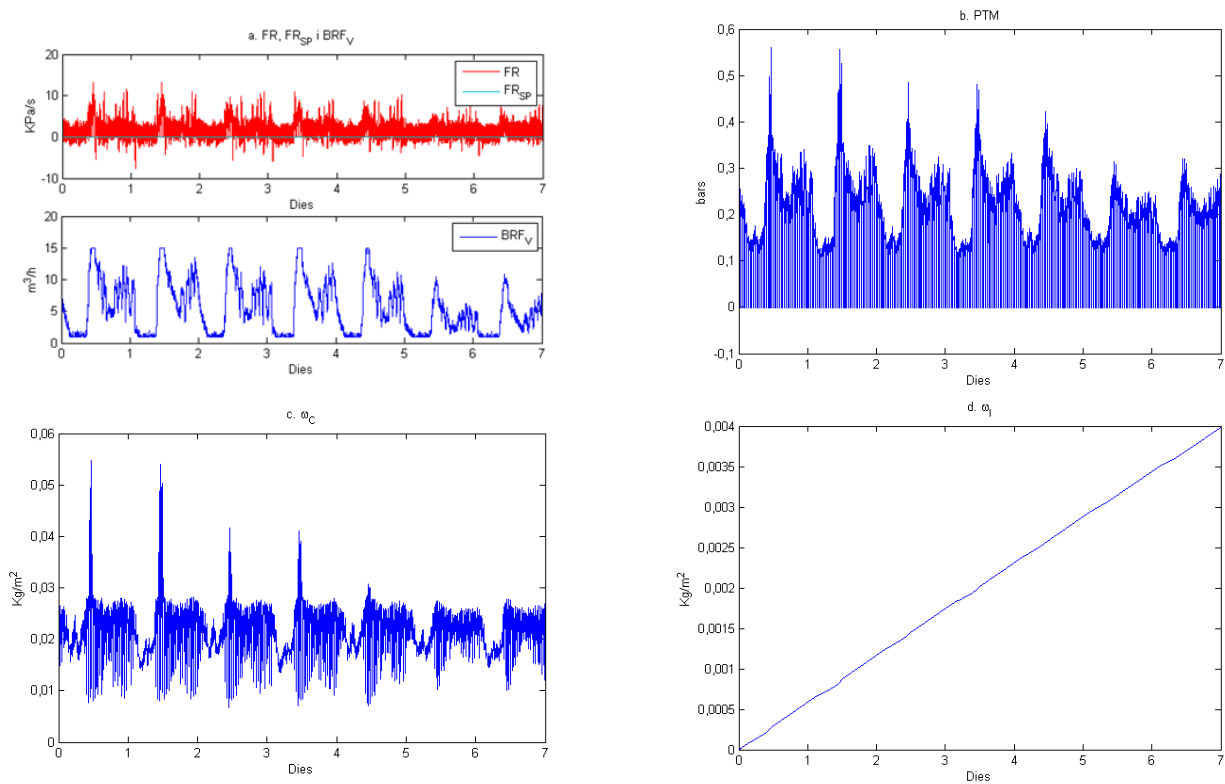 a. FR, FR_SP i BRF_V
20
10
0
-10
KPa/s
FR
FR_SP
0 1 2 3 4 5 6 7
Dies
20
15
10
5
0
m³/h
BRF_V
0 1 2 3 4 5 6 7
Dies
b. PTM
0,6
0,5
0,4
0,3
0,2
0,1
0
-0,1
bars
0 1 2 3 4 5 6 7
Dies
c. ω_C
0,06
0,05
0,04
0,03
0,02
0,01
0
Kg/m²
0 1 2 3 4 5 6 7
Dies
d. ω_I
0,004
0,0035
0,003
0,0025
0,002
0,0015
0,001
0,0005
0
Kg/m²
0 1 2 3 4 5 6 7
Dies